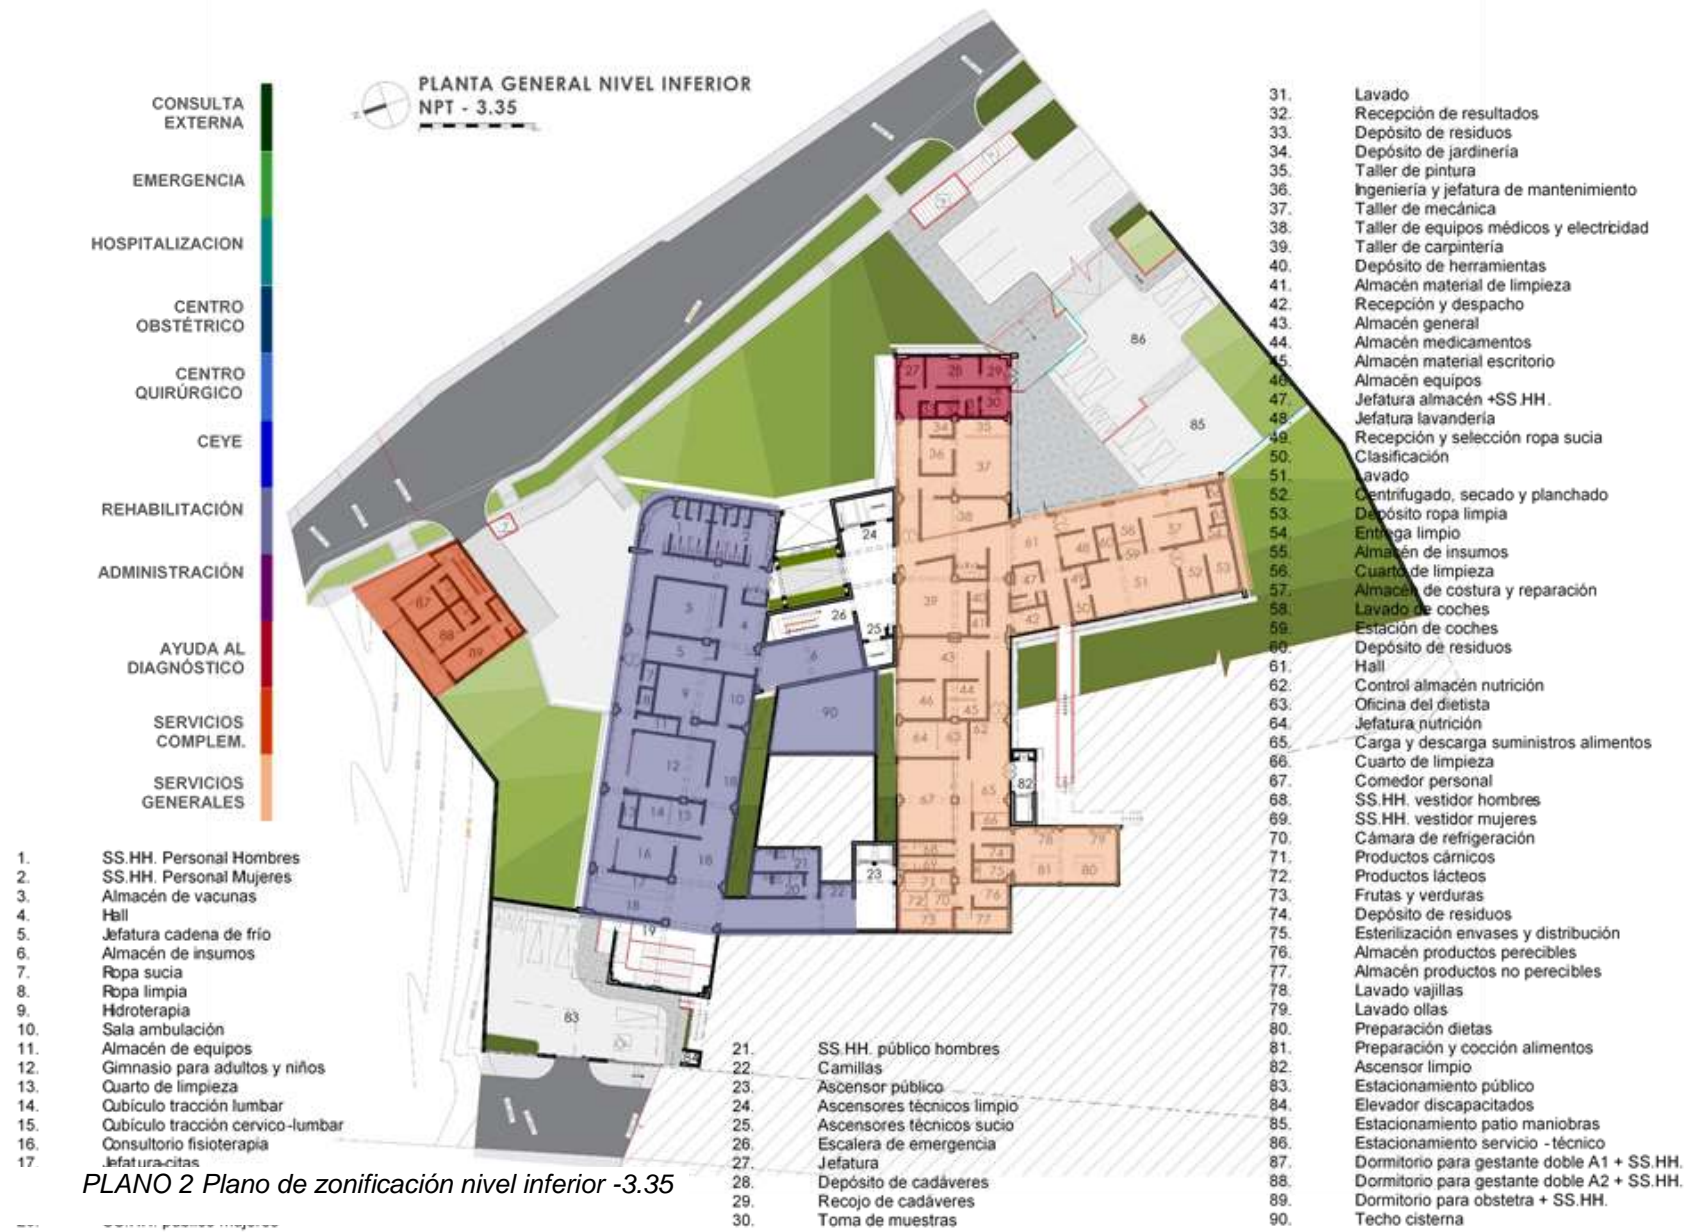 PLANTA GENERAL NIVEL INFERIOR
NPT - 3.35
CONSULTA
EXTERNA
EMERGENCIA
HOSPITALIZACION
CENTRO
OBSTÉTRICO
CENTRO
QUIRÚRGICO
CEYE
REHABILITACIÓN
ADMINISTRACIÓN
AYUDA AL
DIAGNÓSTICO
SERVICIOS
COMPLEM.
SERVICIOS
GENERALES
1. SS.HH. Personal Hombres
2. SS.HH. Personal Mujeres
3. Almacén de vacunas
4. Hall
5. Jefatura cadena de frío
6. Almacén de insumos
7. Ropa sucia
8. Ropa limpia
9. Hidroterapia
10. Sala ambulación
11. Almacén de equipos
12. Gimnasio para adultos y niños
13. Cuarto de limpieza
14. Cubículo tracción lumbar
15. Cubículo tracción cervico-lumbar
16. Consultorio fisioterapia
17. Jefatura-citas
PLANO 2 Plano de zonificación nivel inferior -3.35
21. SS.HH. público hombres
22. Camillas
23. Ascensor público
24. Ascensores técnicos limpio
25. Ascensores técnicos sucio
26. Escalera de emergencia
27. Jefatura
28. Depósito de cadáveres
29. Recojo de cadáveres
30. Toma de muestras
31. Lavado
32. Recepción de resultados
33. Depósito de residuos
34. Depósito de jardinería
35. Taller de pintura
36. Ingeniería y jefatura de mantenimiento
37. Taller de mecánica
38. Taller de equipos médicos y electricidad
39. Taller de carpintería
40. Depósito de herramientas
41. Almacén material de limpieza
42. Recepción y despacho
43. Almacén general
44. Almacén medicamentos
45. Almacén material escritorio
46. Almacén equipos
47. Jefatura almacén +SS.HH.
48. Jefatura lavandería
49. Recepción y selección ropa sucia
50. Clasificación
51. Lavado
52. Centrifugado, secado y planchado
53. Depósito ropa limpia
54. Entrega limpio
55. Almacén de insumos
56. Cuarto de limpieza
57. Almacén de costura y reparación
58. Lavado de coches
59. Estación de coches
60. Depósito de residuos
61. Hall
62. Control almacén nutrición
63. Oficina del dietista
64. Jefatura nutrición
65. Carga y descarga suministros alimentos
66. Cuarto de limpieza
67. Comedor personal
68. SS.HH. vestidor hombres
69. SS.HH. vestidor mujeres
70. Cámara de refrigeración
71. Productos cárnicos
72. Productos lácteos
73. Frutas y verduras
74. Depósito de residuos
75. Esterilización envases y distribución
76. Almacén productos perecibles
77. Almacén productos no perecibles
78. Lavado vajillas
79. Lavado ollas
80. Preparación dietas
81. Preparación y cocción alimentos
82. Ascensor limpio
83. Estacionamiento público
84. Elevador discapacitados
85. Estacionamiento patio maniobras
86. Estacionamiento servicio - técnico
87. Dormitorio para gestante doble A1 + SS.HH.
88. Dormitorio para gestante doble A2 + SS.HH.
89. Dormitorio para obstetra + SS.HH.
90. Techo cisterna